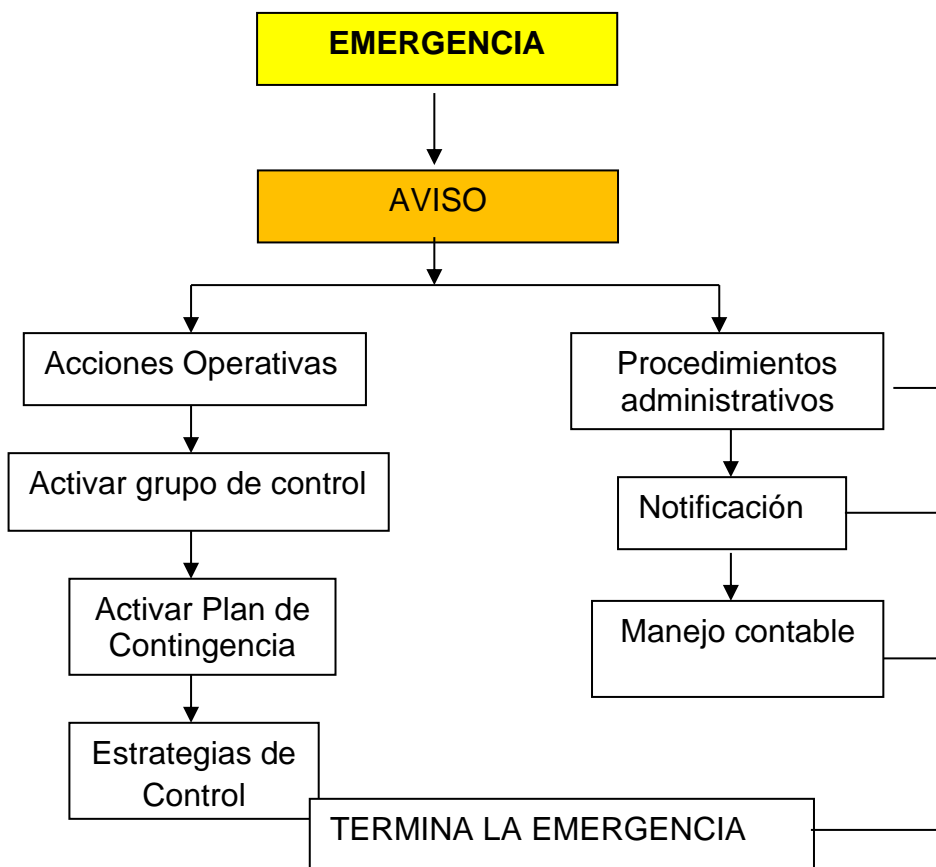 EMERGENCIA
AVISO
Acciones Operativas
Procedimientos
administrativos
Activar grupo de control
Notificación
Activar Plan de
Contingencia
Manejo contable
Estrategias de
Control
TERMINA LA EMERGENCIA